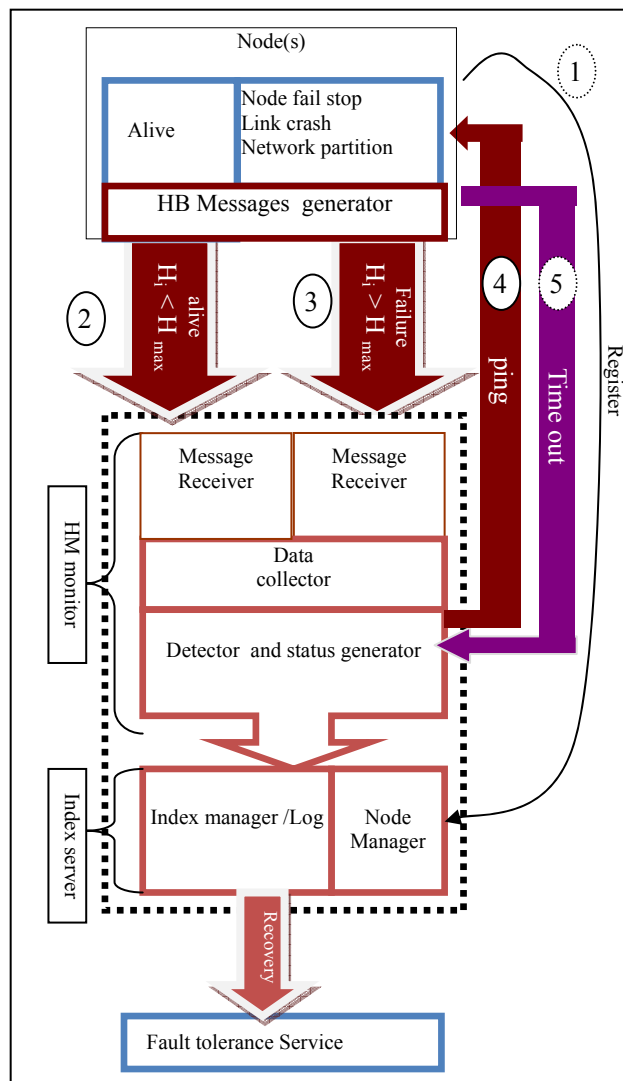 Node(s)
1
Alive
Node fail stop
Link crash
Network partition
HB Messages generator
2
alive
H i < H max
3
Failure
H i > H max
4
ping
5
Time out
Register
HM monitor
Message
Receiver
Message
Receiver
Data
collector
Detector and status generator
Index server
Index manager /Log
Node
Manager
Recovery
Fault tolerance Service